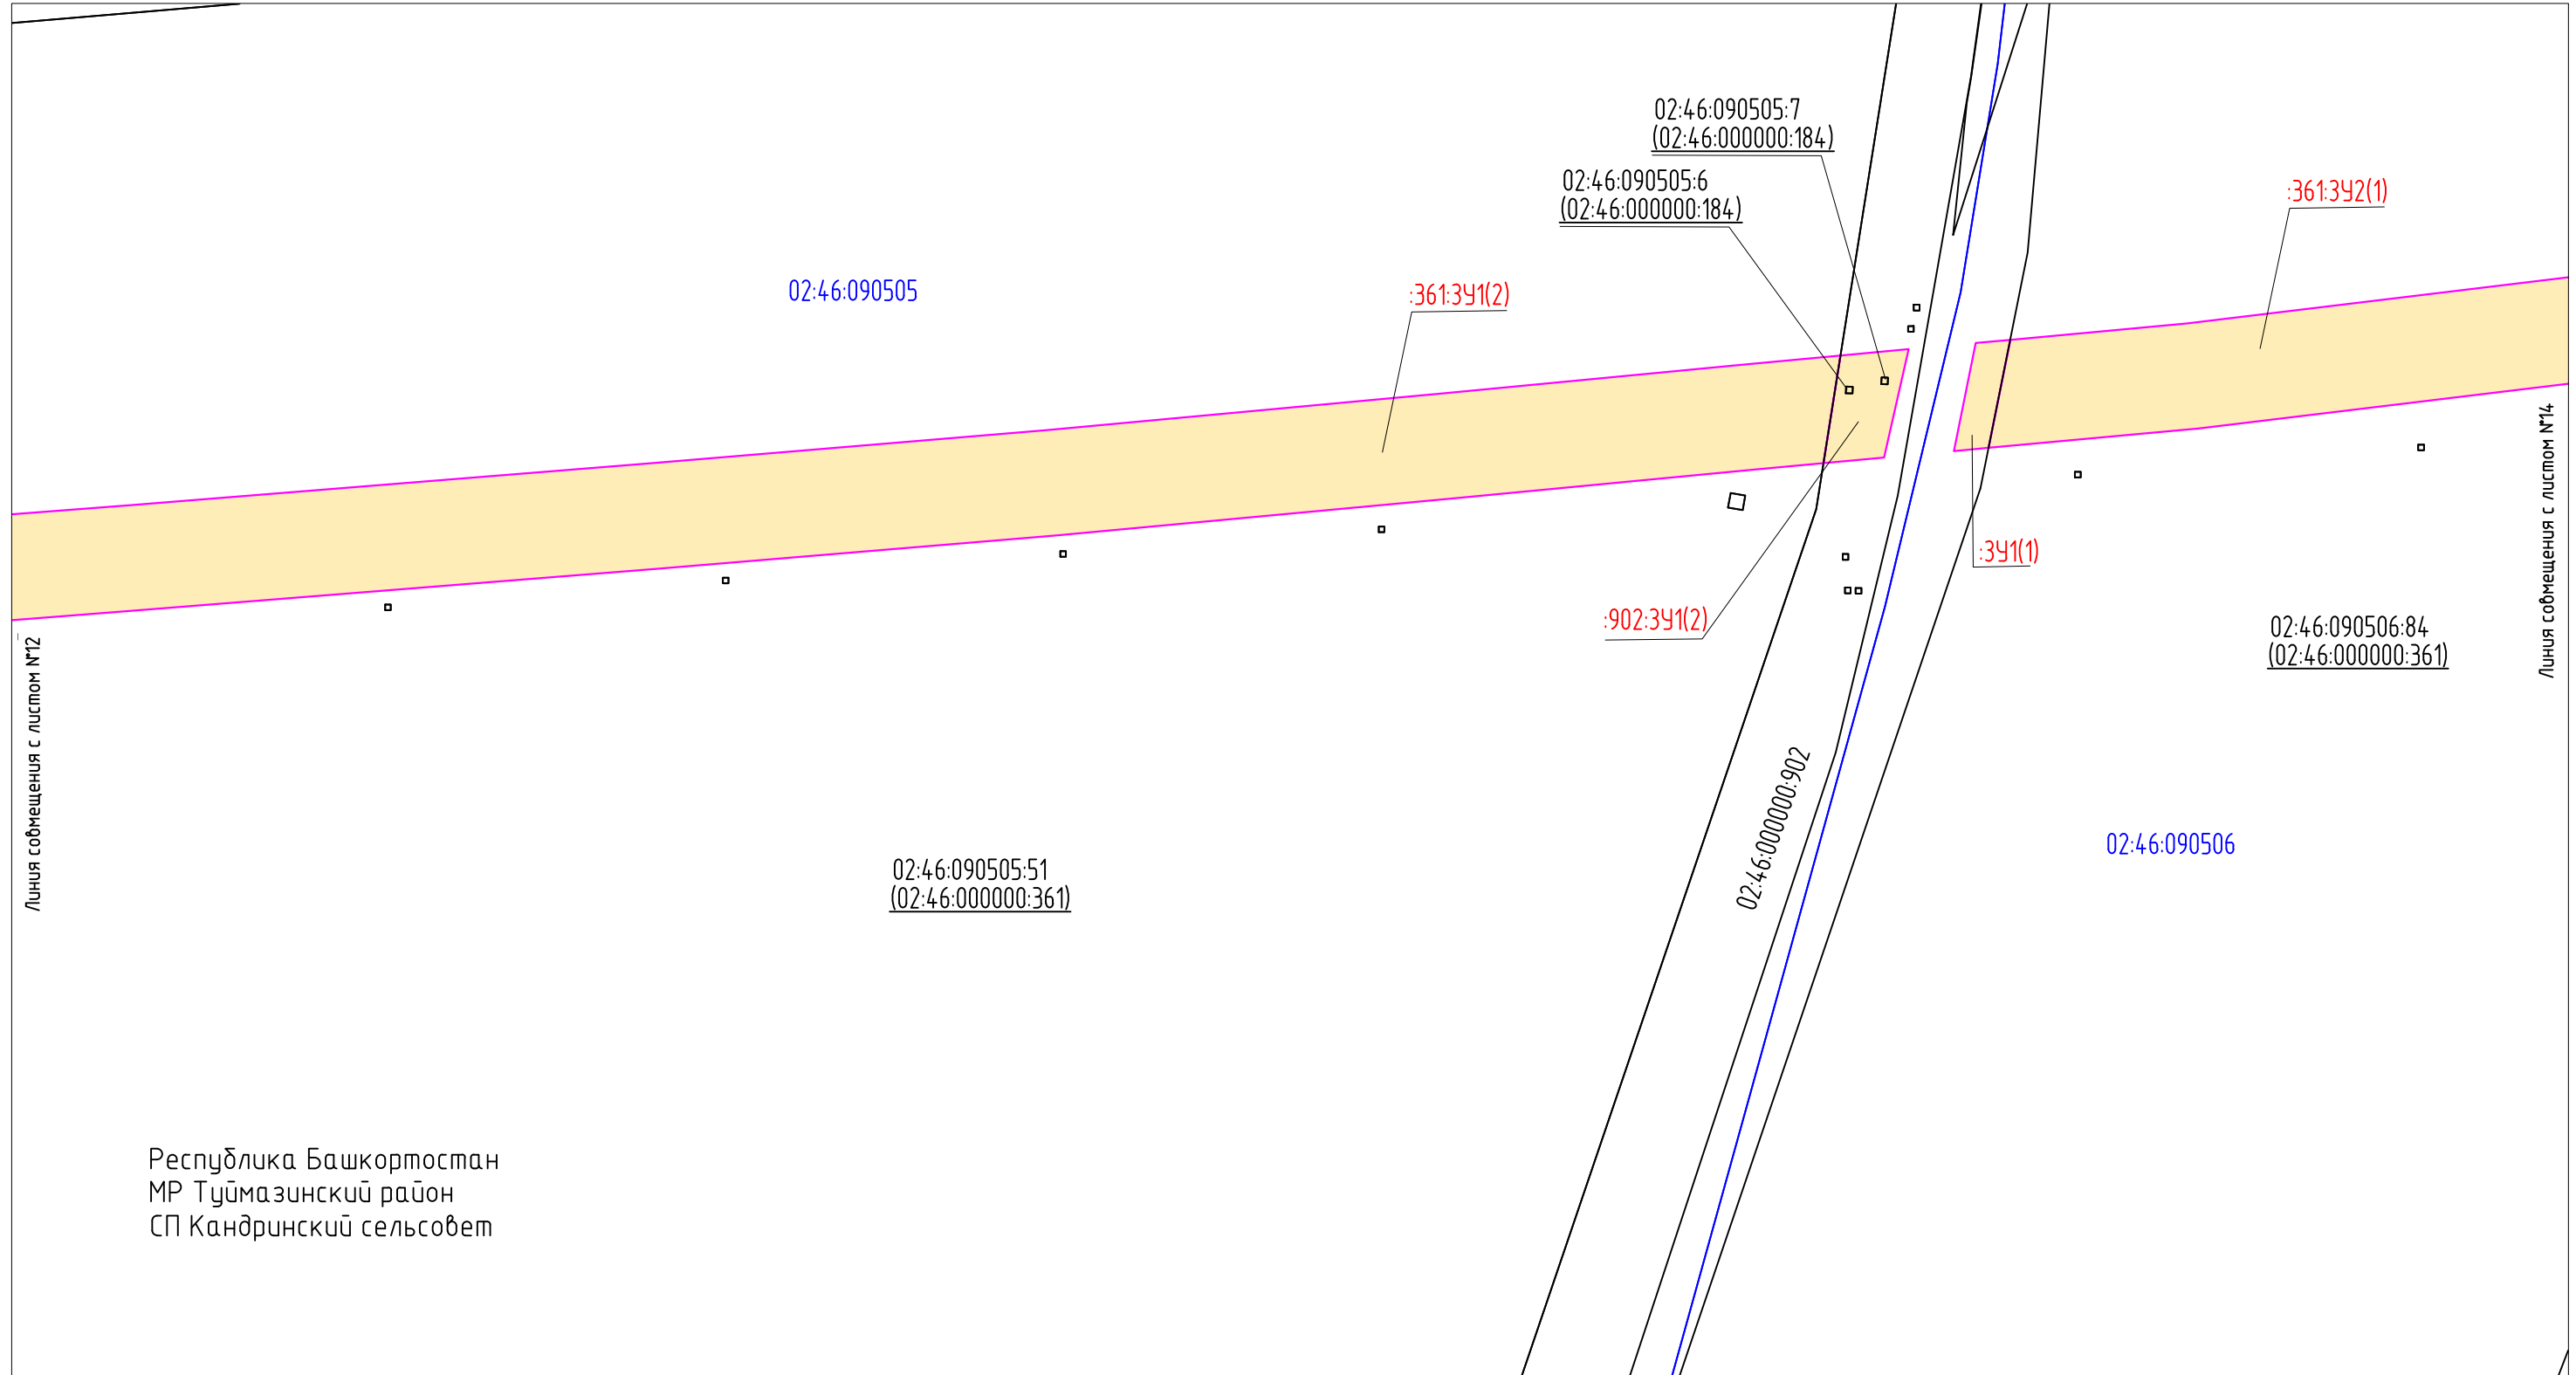 02:46:090505:7
(02:46:000000:184)
02:46:090505:6
(02:46:000000:184)
:361:ЗУ2(1)
02:46:090505
:361:ЗУ1(2)
Линия совмещения с листом №14
:ЗУ1(1)
:902:ЗУ1(2)
02:46:090506:84
(02:46:000000:361)
Линия совмещения с листом №12
02:46:000000:902
02:46:090506
02:46:090505:51
(02:46:000000:361)
Республика Башкортостан
МР Туймазинский район
СП Кандринский сельсовет